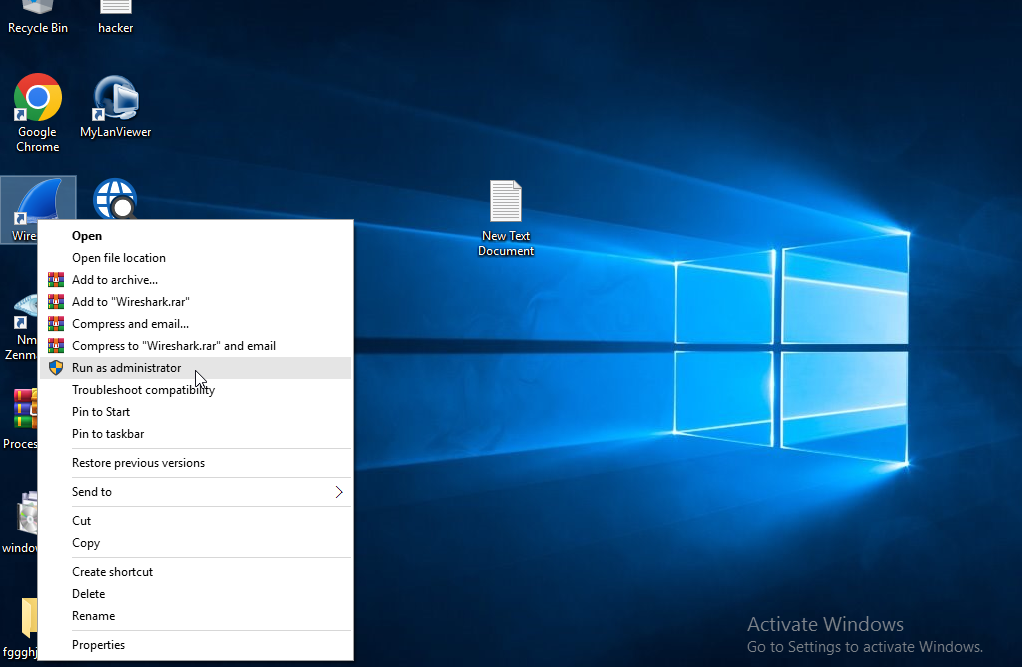 Recycle Bin
hacker
Google
Chrome
MyLanViewer
Wire
New Text
Document
Nm
Zenm
Proces
window
fggghj
Open
Open file location
Add to archive...
Add to "Wireshark.rar"
Compress and email...
Compress to "Wireshark.rar" and email
Run as administrator
Troubleshoot compatibility
Pin to Start
Pin to taskbar
Restore previous versions
Send to
Cut
Copy
Create shortcut
Delete
Rename
Properties
Activate Windows
Go to Settings to activate Windows.